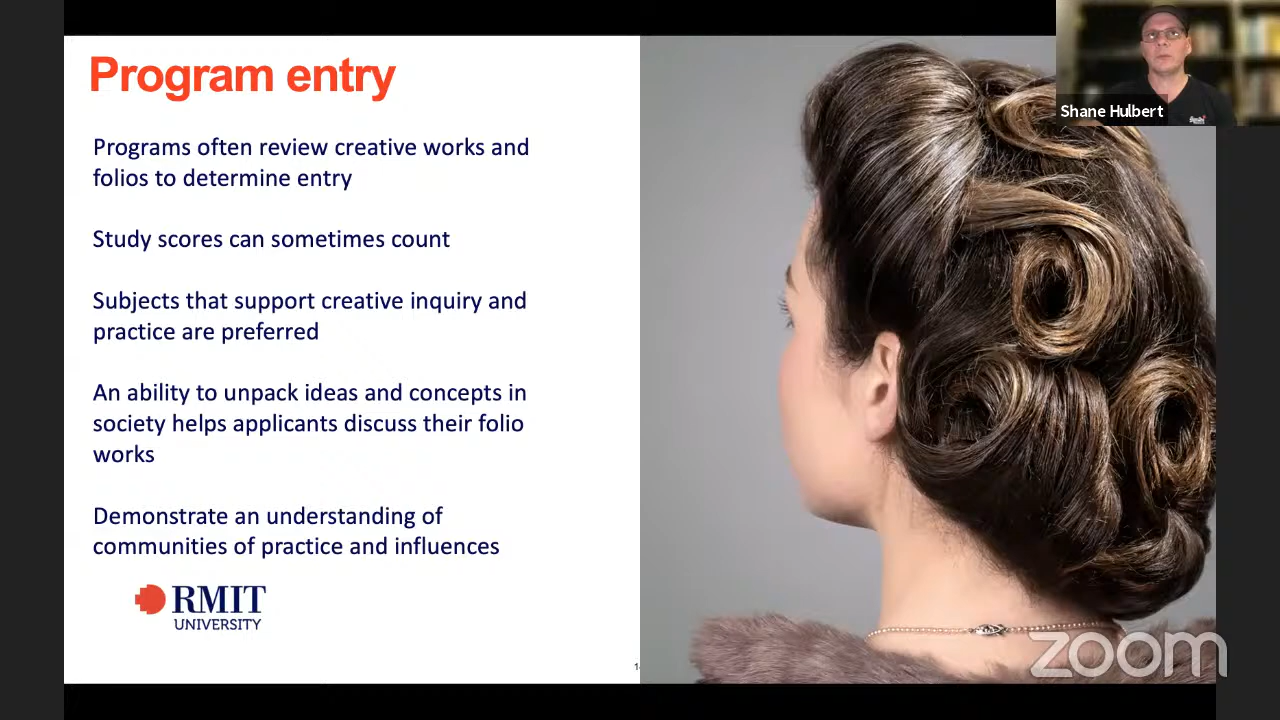 Program entry
Programs often review creative works and
folios to determine entry
Study scores can sometimes count
Subjects that support creative inquiry and
practice are preferred
An ability to unpack ideas and concepts in
society helps applicants discuss their folio
works
Demonstrate an understanding of
communities of practice and influences
RMIT
UNIVERSITY
Shane Hulbert
zoom